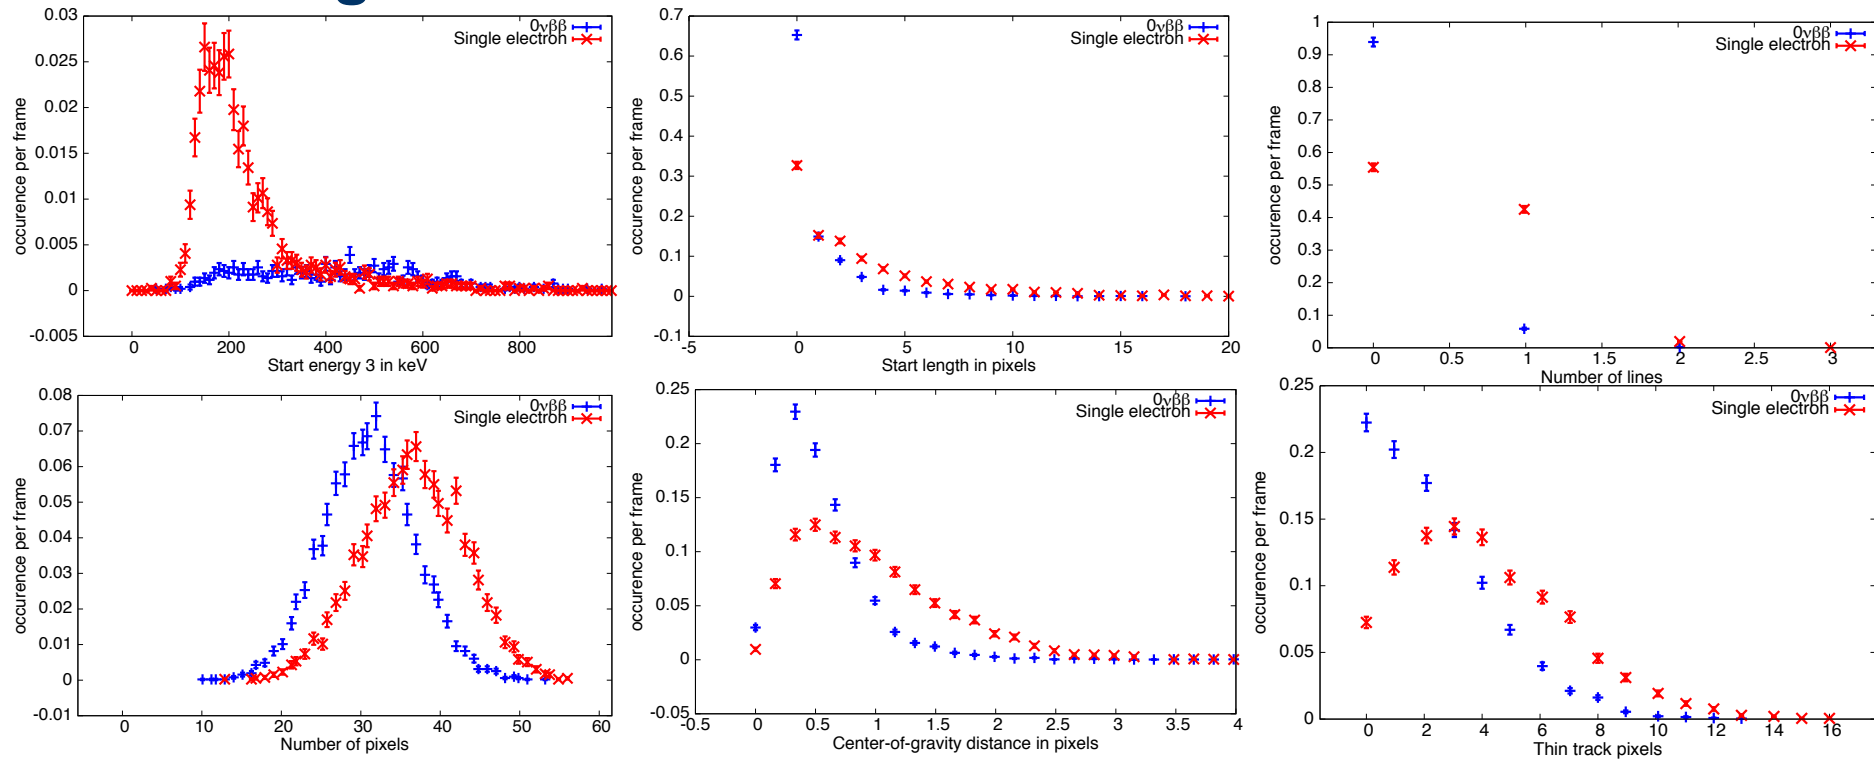 g
0νββ
Single electron
occurence per frame
0.03
0.025
0.02
0.015
0.01
0.005
0
-0.005
0 200 400 600 800
Start energy 3 in keV
0νββ
Single electron
occurence per frame
0.7
0.6
0.5
0.4
0.3
0.2
0.1
0
-0.1
-5 0 5 10 15 20
Start length in pixels
0νββ
Single electron
occurence per frame
1
0.9
0.8
0.7
0.6
0.5
0.4
0.3
0.2
0.1
0
0 0.5 1 1.5 2 2.5 3
Number of lines
0νββ
Single electron
occurence per frame
0.08
0.07
0.06
0.05
0.04
0.03
0.02
0.01
0
-0.01
0 10 20 30 40 50 60
Number of pixels
0νββ
Single electron
occurence per frame
0.25
0.2
0.15
0.1
0.05
0
-0.05
-0.5 0 0.5 1 1.5 2 2.5 3 3.5 4
Center-of-gravity distance in pixels
0νββ
Single electron
occurence per frame
0.25
0.2
0.15
0.1
0.05
0
0 2 4 6 8 10 12 14 16
Thin track pixels